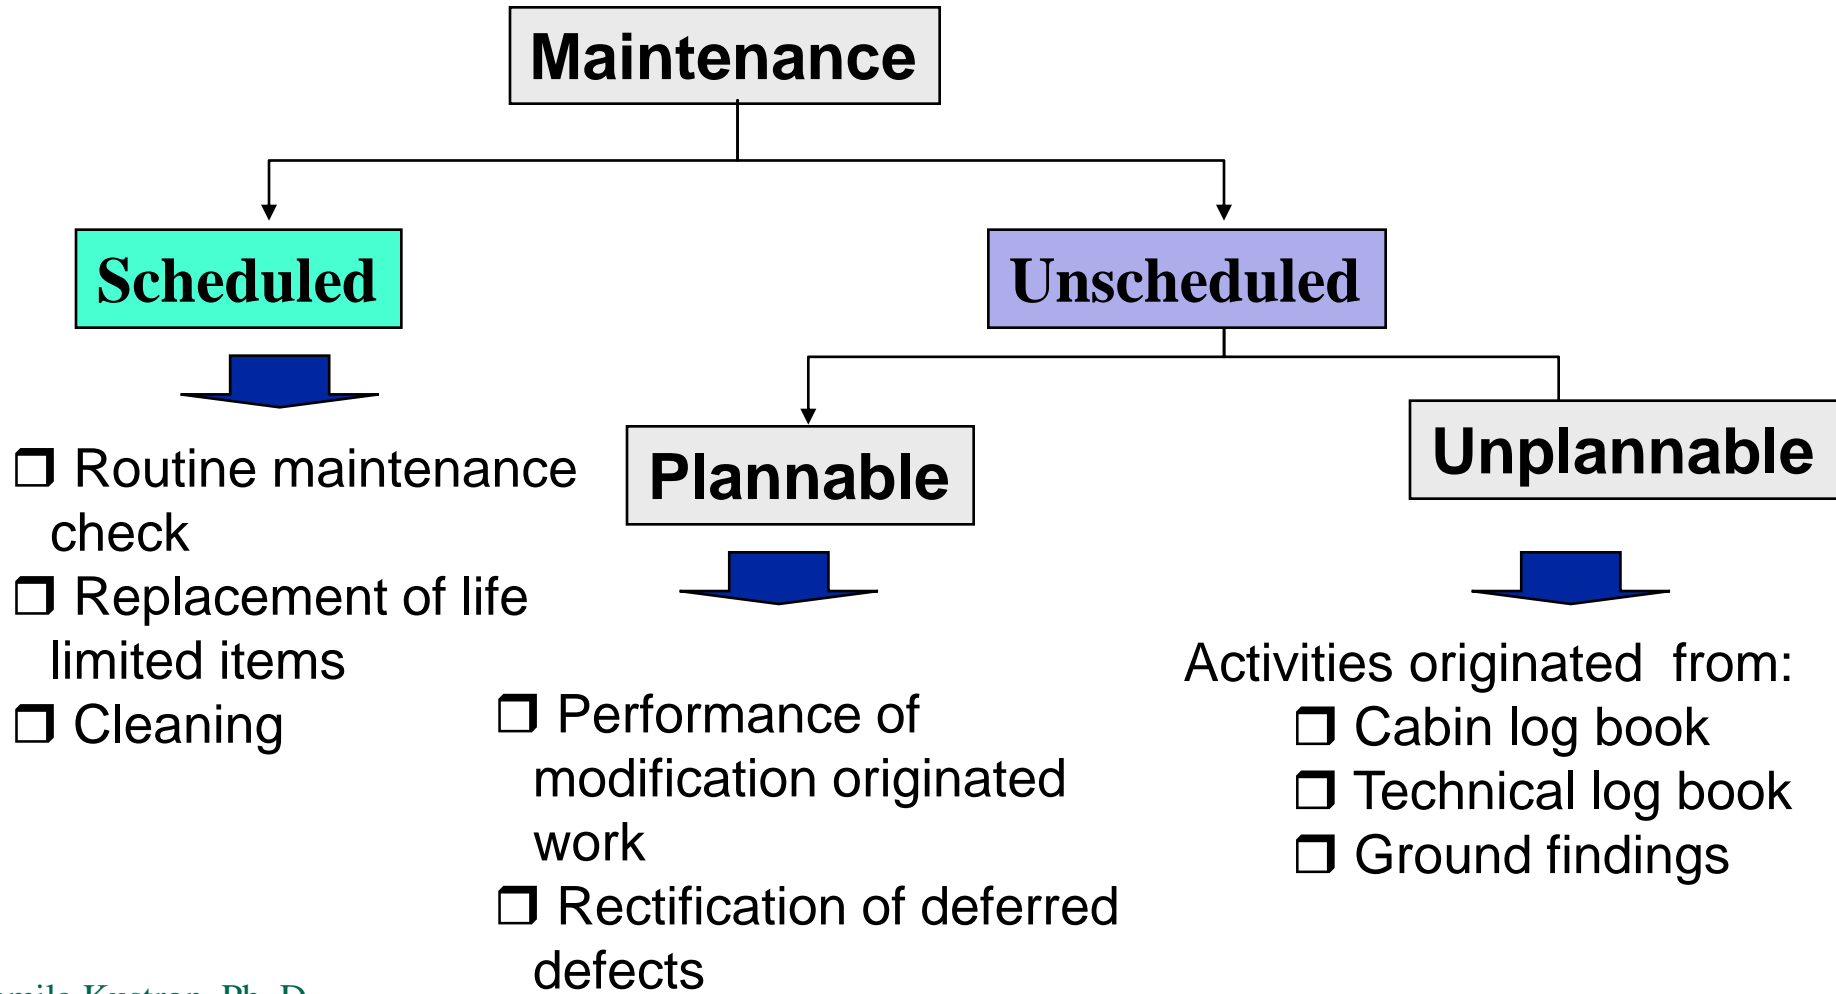 Maintenance
Scheduled
Unscheduled
❒ Routine maintenance
check
❒ Replacement of life
limited items
❒ Cleaning
Plannable
❒ Performance of
modification originated
work
❒ Rectification of deferred
defects
Unplannable
Activities originated from:
❒ Cabin log book
❒ Technical log book
❒ Ground findings
Ph. D.